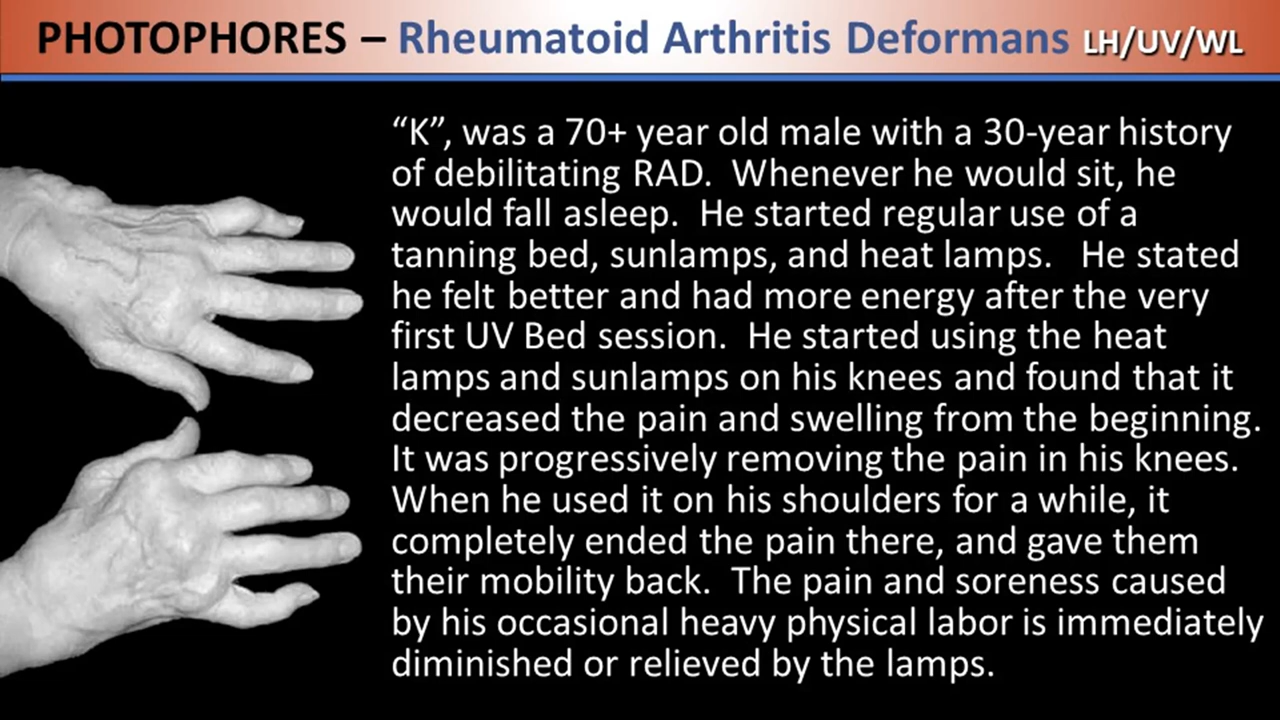 PHOTOPHORES – Rheumatoid Arthritis Deformans LH/UV/WL
“K”, was a 70+ year old male with a 30-year history
of debilitating RAD. Whenever he would sit, he
would fall asleep. He started regular use of a
tanning bed, sunlamps, and heat lamps. He stated
he felt better and had more energy after the very
first UV Bed session. He started using the heat
lamps and sunlamps on his knees and found that it
decreased the pain and swelling from the beginning.
It was progressively removing the pain in his knees.
When he used it on his shoulders for a while, it
completely ended the pain there, and gave them
their mobility back. The pain and soreness caused
by his occasional heavy physical labor is immediately
diminished or relieved by the lamps.